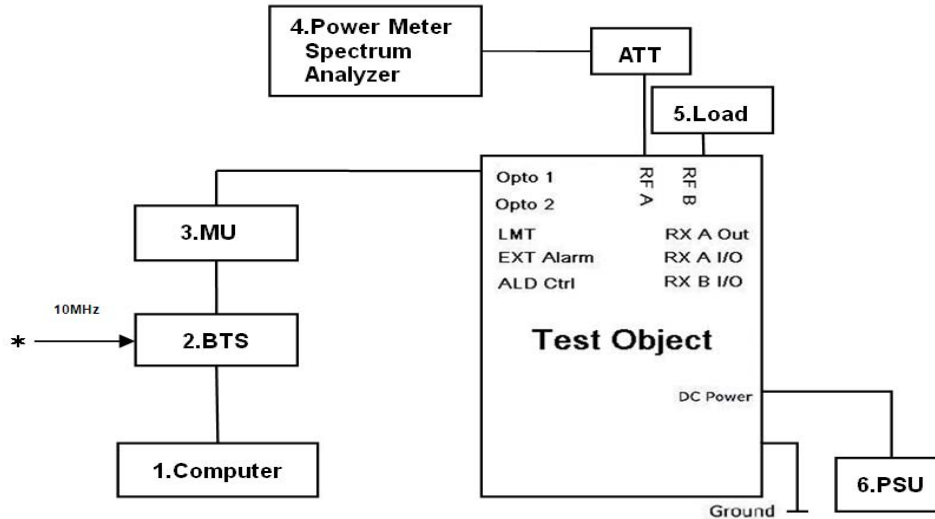 4.Power Meter
Spectrum
Analyzer
ATT
5.Load
Opto 1
Opto 2
LMT
EXT Alarm
ALD Ctrl
RF A
RF B
RX A Out
RX A I/O
RX B I/O
3.MU
10MHz
*
2.BTS
Test Object
DC Power
1.Computer
6.PSU
Ground